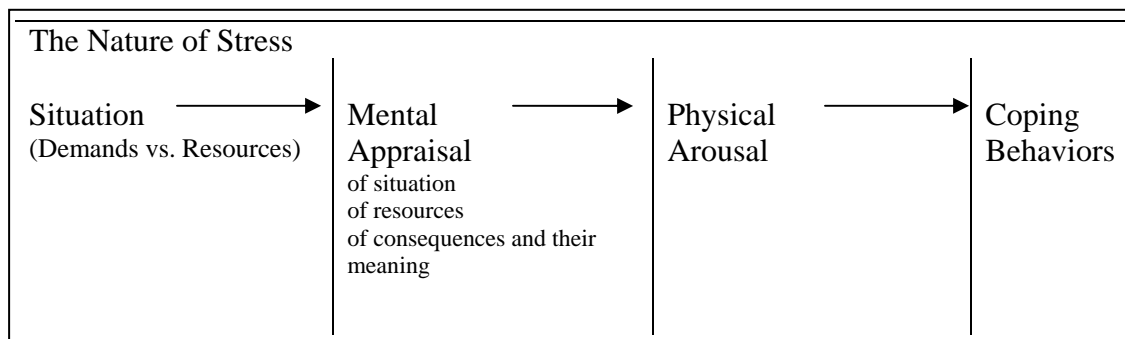 The Nature of Stress
Situation
(Demands vs. Resources)
Mental
Appraisal
of situation
of resources
of consequences and their
meaning
Physical
Arousal
Coping
Behaviors